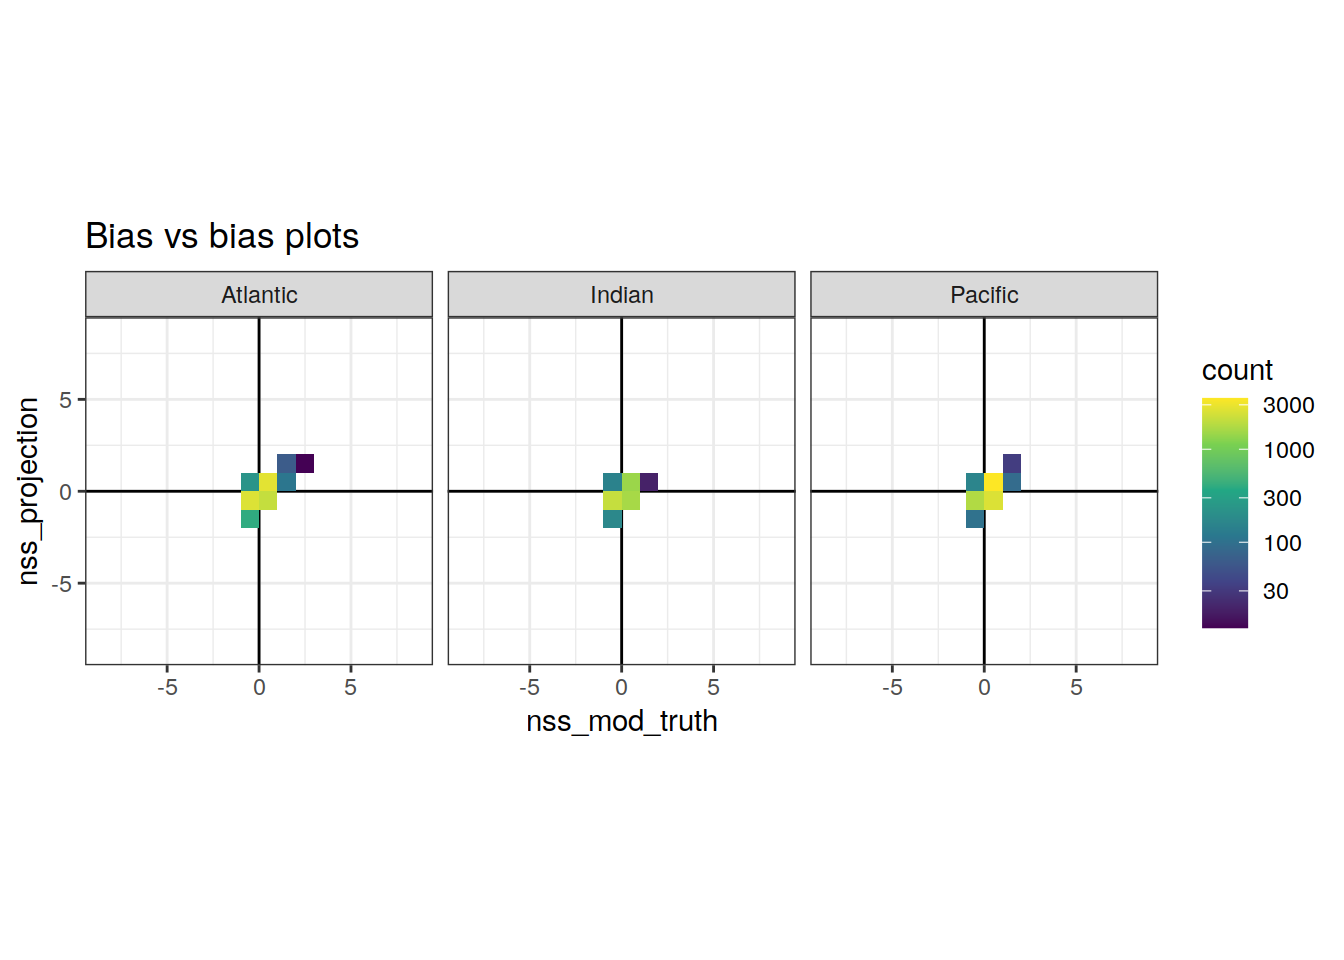 Bias vs bias plots
Atlantic Indian Pacific
count
3000
1000
300
100
30
nss_projection
5
0
-5
-5 0 5 -5 0 5 -5 0 5
nss_mod_truth